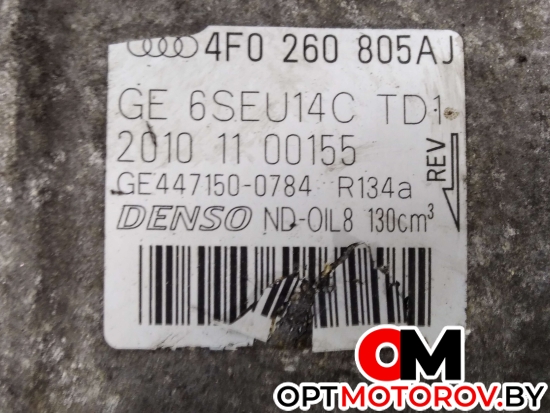 4F0 260 805AJ
GE 6SEU14C TD1
2010 11 00155
REV
GE447150-0784 R134a
DENSO ND-OIL8 130cm³
OM
OPTMOTOROV.BY